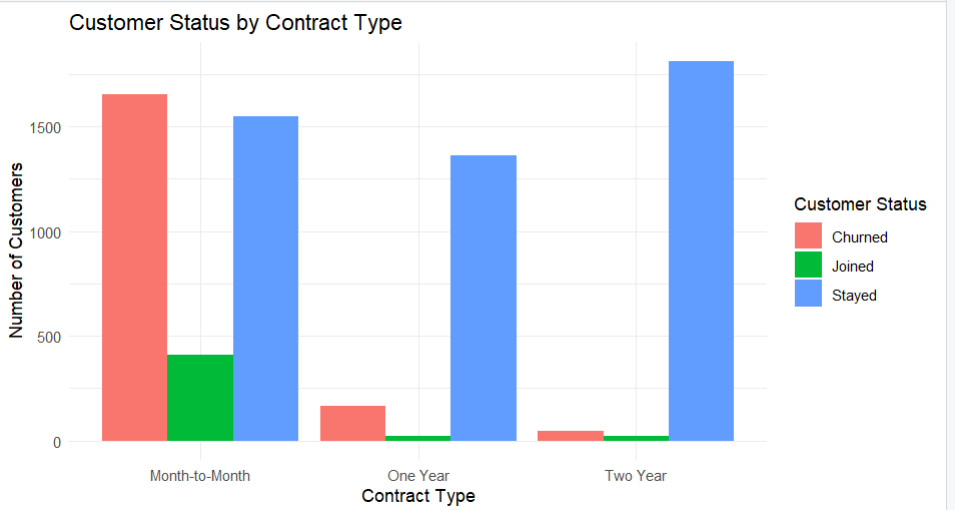 Customer Status by Contract Type
Number of Customers
1500
1000
500
0
Month-to-Month
One Year
Two Year
Contract Type
Customer Status
Churned
Joined
Stayed